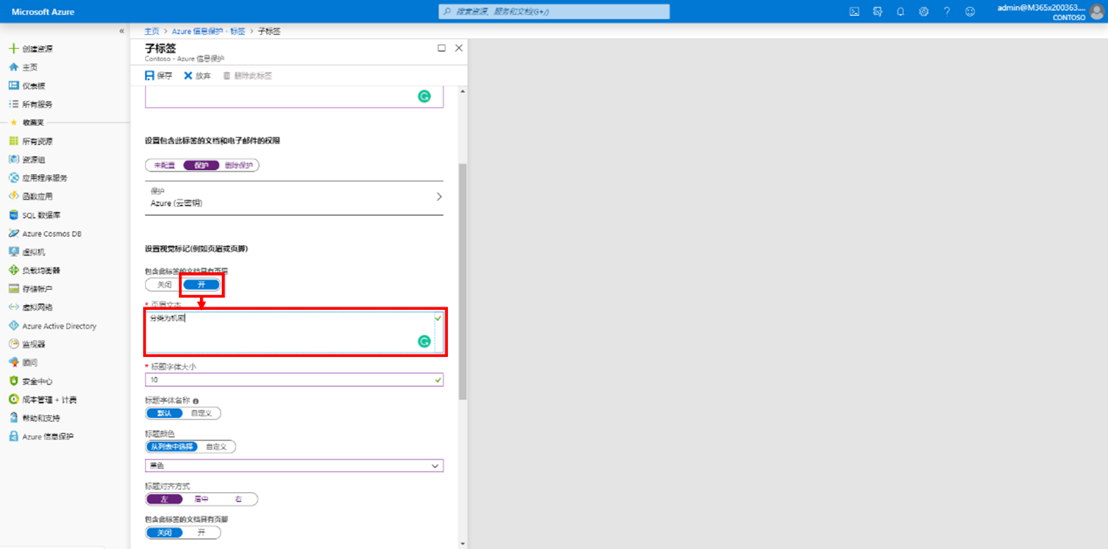 Microsoft Azure
搜索资源、服务和文档(G+/)
admin@M365x200363....
CONTOSO
«
创建资源
主页
仪表板
所有服务
收藏夹
所有资源
资源组
应用程序服务
函数应用
SQL 数据库
Azure Cosmos DB
虚拟机
负载均衡器
存储帐户
虚拟网络
Azure Active Directory
监视器
顾问
安全中心
成本管理 + 计费
帮助和支持
Azure 信息保护
主页 > Azure 信息保护 - 标签 > 子标签
子标签
Contoso - Azure 信息保护
保存 放弃 删除此标签
设置包含此标签的文档和电子邮件的权限
未配置 保护 删除保护
保护
Azure (云密钥)
设置视觉标记(例如页眉或页脚)
包含此标签的文档具有页眉
关闭 开
* 页眉文本
分类为机密
* 标题字体大小
10
标题字体名称
默认 自定义
标题颜色
从列表中选择 自定义
黑色
标题对齐方式
左 居中 右
包含此标签的文档具有页脚
关闭 开